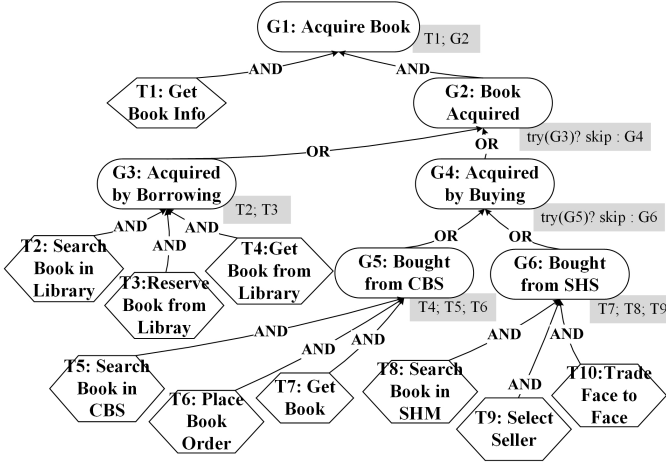 G1: Acquire Book
T1; G2
AND
AND
T1: Get
Book Info
G2: Book
Acquired
try(G3)? skip : G4
OR
OR
G3: Acquired
by Borrowing
T2; T3
G4: Acquired
by Buying
try(G5)? skip : G6
AND
AND
AND
OR
OR
T2: Search
Book in
Library
T3:Reserve
Book from
Libray
T4:Get
Book from
Library
G5: Bought
from CBS
T4; T5; T6
G6: Bought
from SHS
T7; T8; T9
AND
AND
AND
AND
AND
AND
T5: Search
Book in
CBS
T6: Place
Book
Order
T7: Get
Book
T8: Search
Book in
SHM
T9: Select
Seller
T10:Trade
Face to
Face